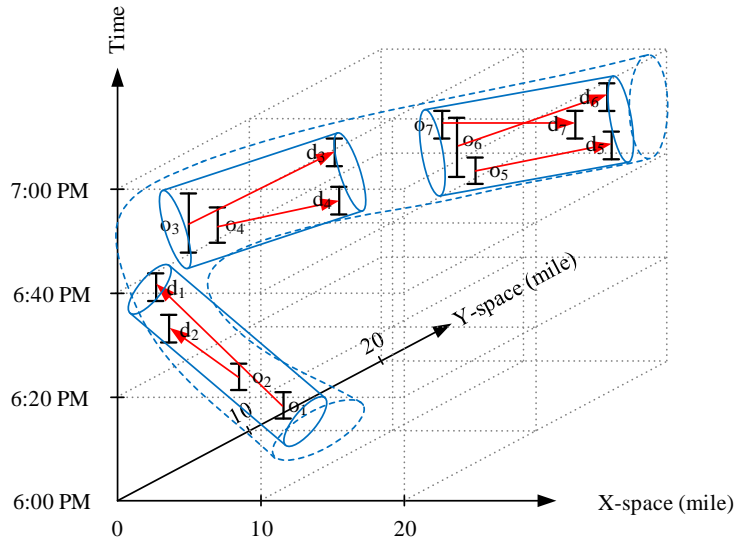 Time
d₆
o₇
d₇
o₆
d₅
d₃
o₅
7:00 PM
d₄
o₃
o₄
Y-space (mile)
6:40 PM
d₁
d₂
20
o₂
6:20 PM
o₁
10
6:00 PM
X-space (mile)
0
10
20